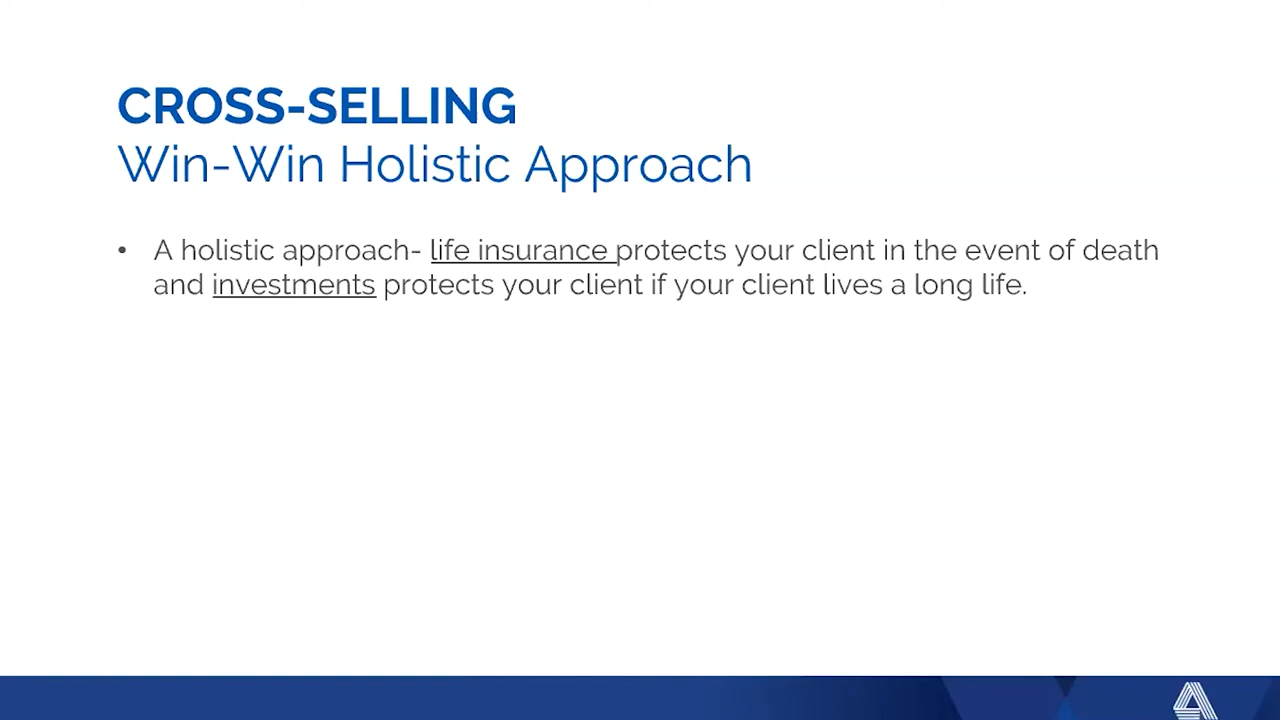 CROSS-SELLING
Win-Win Holistic Approach
• A holistic approach- life insurance protects your client in the event of death
and investments protects your client if your client lives a long life.